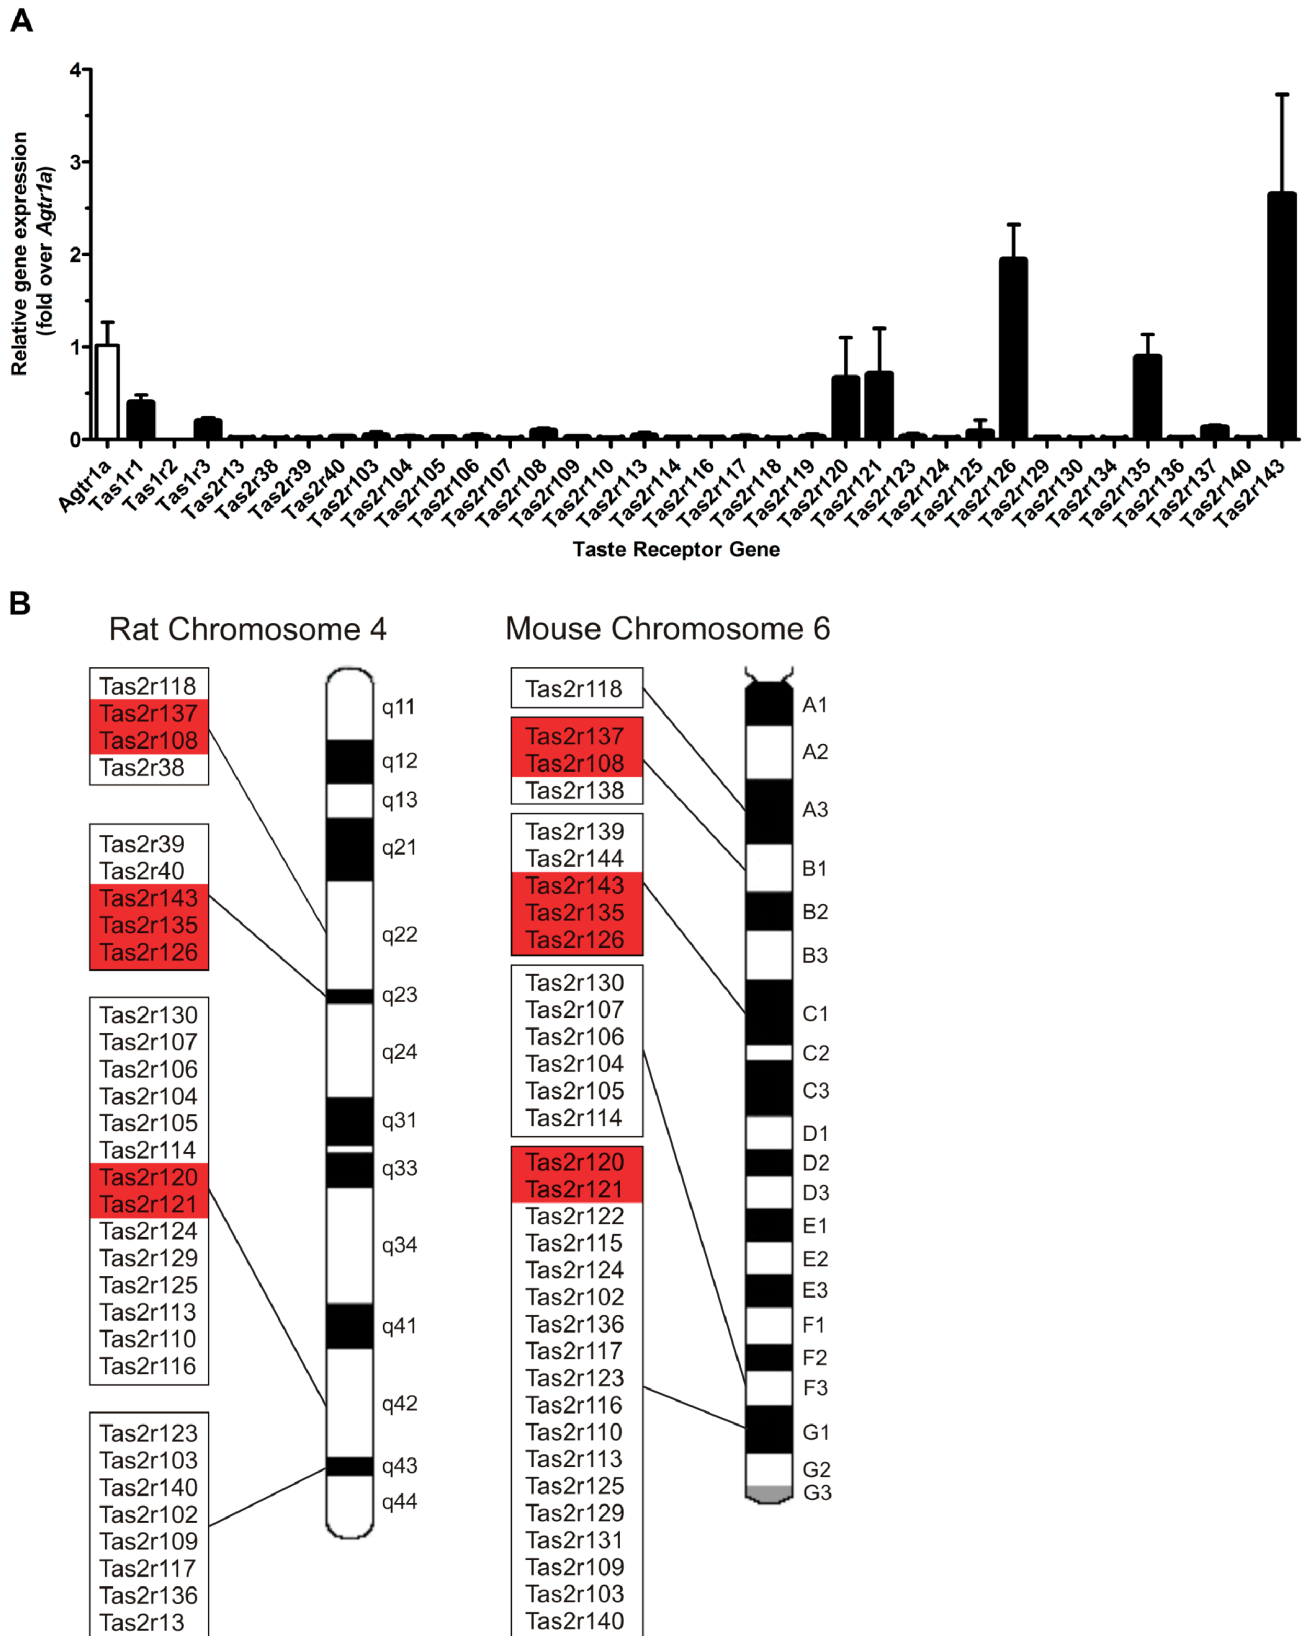 A
4
3
2
1
0
Relative gene expression
(fold over Agtr1a)
Agtr1a
Tas1r1
Tas1r2
Tas1r3
Tas2r13
Tas2r38
Tas2r39
Tas2r40
Tas2r103
Tas2r104
Tas2r105
Tas2r106
Tas2r107
Tas2r108
Tas2r109
Tas2r110
Tas2r113
Tas2r114
Tas2r116
Tas2r117
Tas2r118
Tas2r119
Tas2r120
Tas2r121
Tas2r123
Tas2r124
Tas2r125
Tas2r126
Tas2r129
Tas2r130
Tas2r134
Tas2r135
Tas2r136
Tas2r137
Tas2r140
Tas2r143
Taste Receptor Gene
B
Rat Chromosome 4
Tas2r118
Tas2r137
Tas2r108
Tas2r38
Tas2r39
Tas2r40
Tas2r143
Tas2r135
Tas2r126
Tas2r130
Tas2r107
Tas2r106
Tas2r104
Tas2r105
Tas2r114
Tas2r120
Tas2r121
Tas2r124
Tas2r129
Tas2r125
Tas2r113
Tas2r110
Tas2r116
Tas2r123
Tas2r103
Tas2r140
Tas2r102
Tas2r109
Tas2r117
Tas2r136
Tas2r13
q11
q12
q13
q21
q22
q23
q24
q31
q33
q34
q41
q42
q43
q44
Mouse Chromosome 6
Tas2r118
Tas2r137
Tas2r108
Tas2r138
Tas2r139
Tas2r144
Tas2r143
Tas2r135
Tas2r126
Tas2r130
Tas2r107
Tas2r106
Tas2r104
Tas2r105
Tas2r114
Tas2r120
Tas2r121
Tas2r122
Tas2r115
Tas2r124
Tas2r102
Tas2r136
Tas2r117
Tas2r123
Tas2r116
Tas2r110
Tas2r113
Tas2r125
Tas2r129
Tas2r131
Tas2r109
Tas2r103
Tas2r140
A1
A2
A3
B1
B2
B3
C1
C2
C3
D1
D2
D3
E1
E2
E3
F1
F2
F3
G1
G2
G3